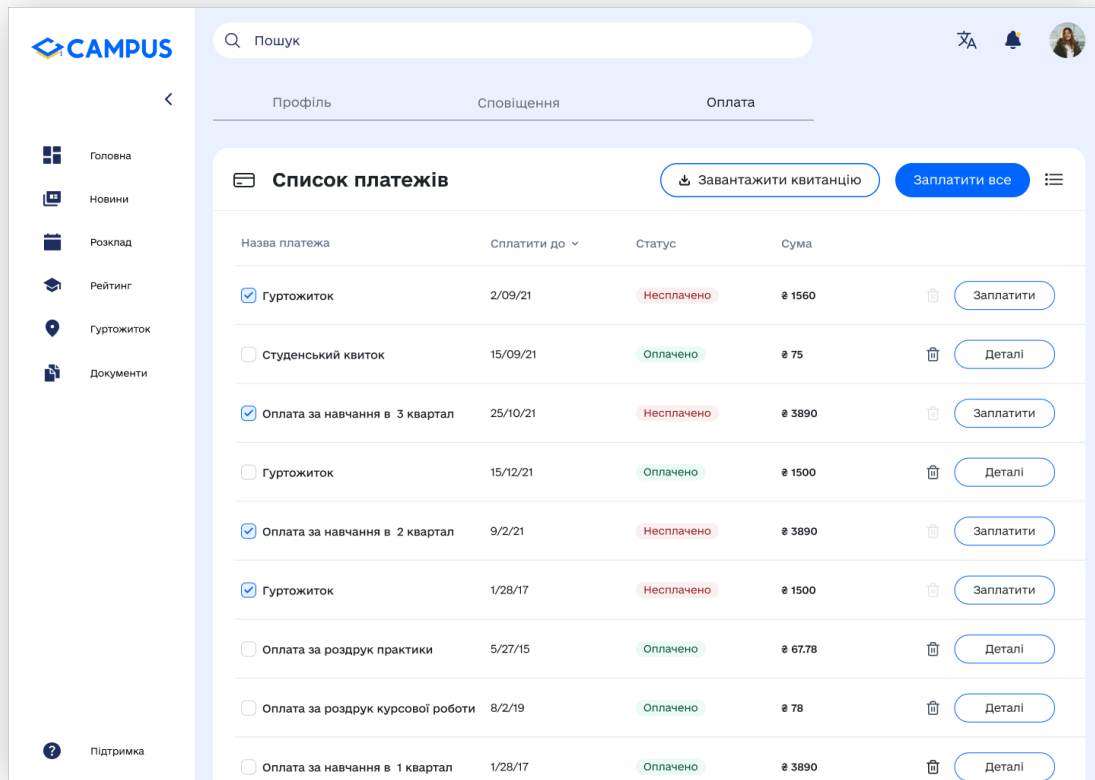 CAMPUS
Пошук
Профіль Сповіщення Оплата
Головна
Новини
Розклад
Рейтинг
Гуртожиток
Документи
Підтримка
Список платежів Завантажити квитанцію Заплатити все
Назва платежа Сплатити до Статус Сума
Гуртожиток 2/09/21 Несплачено ₴ 1560 Заплатити
Студенський квиток 15/09/21 Оплачено ₴ 75 Деталі
Оплата за навчання в 3 квартал 25/10/21 Несплачено ₴ 3890 Заплатити
Гуртожиток 15/12/21 Оплачено ₴ 1500 Деталі
Оплата за навчання в 2 квартал 9/2/21 Несплачено ₴ 3890 Заплатити
Гуртожиток 1/28/17 Несплачено ₴ 1500 Заплатити
Оплата за роздрук практики 5/27/15 Оплачено ₴ 67.78 Деталі
Оплата за роздрук курсової роботи 8/2/19 Оплачено ₴ 78 Деталі
Оплата за навчання в 1 квартал 1/28/17 Оплачено ₴ 3890 Деталі